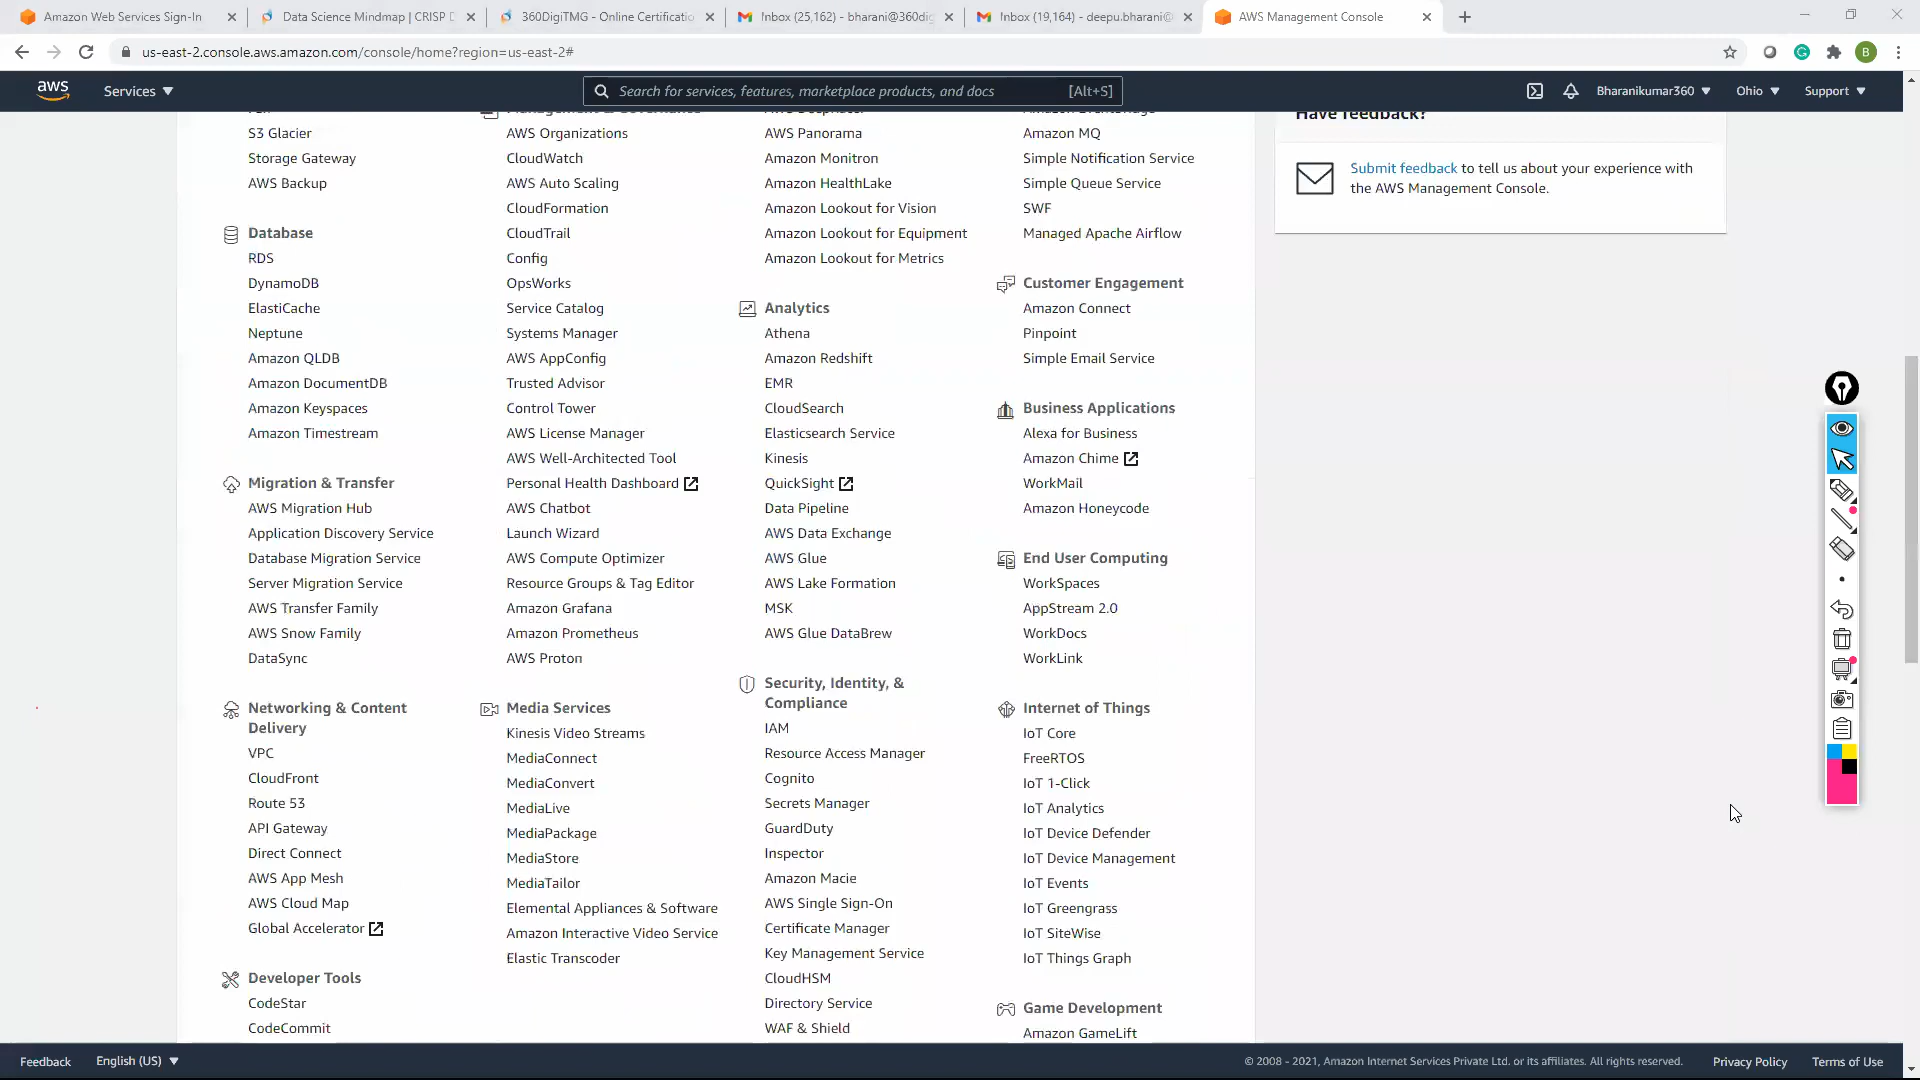 Amazon Web Services Sign-In
Data Science Mindmap | CRISP D
360DigiTMG - Online Certificatio
Inbox (25,162) - bharani@360dig
Inbox (19,164) - deepu.bharani@
AWS Management Console
us-east-2.console.aws.amazon.com/console/home?region=us-east-2#
B
aws
Services
Search for services, features, marketplace products, and docs
[Alt+S]
Bharanikumar360
Ohio
Support
S3 Glacier
Storage Gateway
AWS Backup
Database
RDS
DynamoDB
ElastiCache
Neptune
Amazon QLDB
Amazon DocumentDB
Amazon Keyspaces
Amazon Timestream
Migration & Transfer
AWS Migration Hub
Application Discovery Service
Database Migration Service
Server Migration Service
AWS Transfer Family
AWS Snow Family
DataSync
Networking & Content
Delivery
VPC
CloudFront
Route 53
API Gateway
Direct Connect
AWS App Mesh
AWS Cloud Map
Global Accelerator
Developer Tools
CodeStar
CodeCommit
AWS Organizations
CloudWatch
AWS Auto Scaling
CloudFormation
CloudTrail
Config
OpsWorks
Service Catalog
Systems Manager
AWS AppConfig
Trusted Advisor
Control Tower
AWS License Manager
AWS Well-Architected Tool
Personal Health Dashboard
AWS Chatbot
Launch Wizard
AWS Compute Optimizer
Resource Groups & Tag Editor
Amazon Grafana
Amazon Prometheus
AWS Proton
Media Services
Kinesis Video Streams
MediaConnect
MediaConvert
MediaLive
MediaPackage
MediaStore
MediaTailor
Elemental Appliances & Software
Amazon Interactive Video Service
Elastic Transcoder
AWS Panorama
Amazon Monitron
Amazon HealthLake
Amazon Lookout for Vision
Amazon Lookout for Equipment
Amazon Lookout for Metrics
Analytics
Athena
Amazon Redshift
EMR
CloudSearch
Elasticsearch Service
Kinesis
QuickSight
Data Pipeline
AWS Data Exchange
AWS Glue
AWS Lake Formation
MSK
AWS Glue DataBrew
Security, Identity, &
Compliance
IAM
Resource Access Manager
Cognito
Secrets Manager
GuardDuty
Inspector
Amazon Macie
AWS Single Sign-On
Certificate Manager
Key Management Service
CloudHSM
Directory Service
WAF & Shield
Amazon MQ
Simple Notification Service
Simple Queue Service
SWF
Managed Apache Airflow
Customer Engagement
Amazon Connect
Pinpoint
Simple Email Service
Business Applications
Alexa for Business
Amazon Chime
WorkMail
Amazon Honeycode
End User Computing
WorkSpaces
AppStream 2.0
WorkDocs
WorkLink
Internet of Things
IoT Core
FreeRTOS
IoT 1-Click
IoT Analytics
IoT Device Defender
IoT Device Management
IoT Events
IoT Greengrass
IoT SiteWise
IoT Things Graph
Game Development
Amazon GameLift
Have feedback?
Submit feedback to tell us about your experience with
the AWS Management Console.
Feedback
English (US)
© 2008 - 2021, Amazon Internet Services Private Ltd. or its affiliates. All rights reserved.
Privacy Policy
Terms of Use